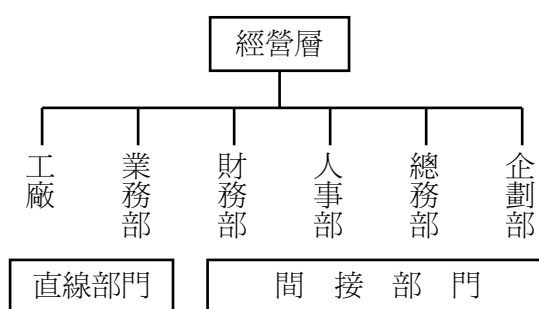 經營層
工廠
業務部
財務部
人事部
總務部
企劃部
直線部門
間接部門